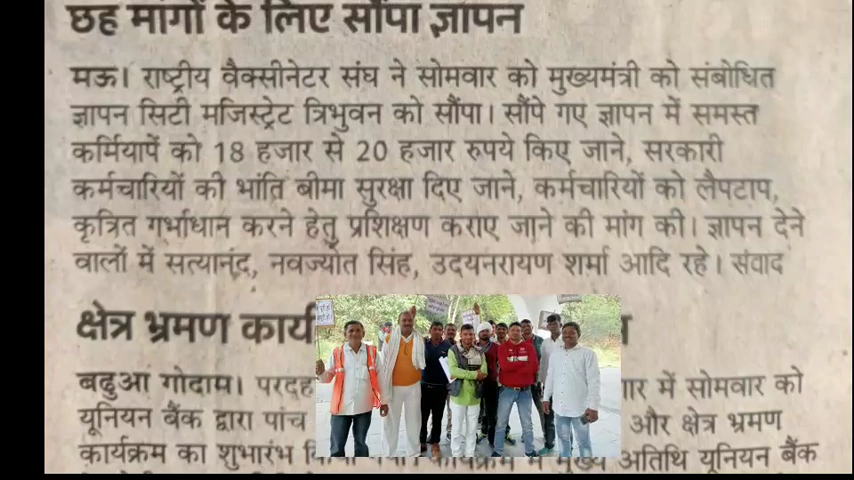 छह मांगों के लिए सौंपा ज्ञापन
मऊ। राष्ट्रीय वैक्सीनेटर संघ ने सोमवार को मुख्यमंत्री को संबोधित
ज्ञापन सिटी मजिस्ट्रेट त्रिभुवन को सौंपा। सौंपे गए ज्ञापन में समस्त
कर्मियापें को 18 हजार से 20 हजार रुपये किए जाने, सरकारी
कर्मचारियों की भांति बीमा सुरक्षा दिए जाने, कर्मचारियों को लैपटाप,
कृत्रित गर्भाधान करने हेतु प्रशिक्षण कराए जाने की मांग की। ज्ञापन देने
वालों में सत्यानंद, नवज्योत सिंह, उदयनरायण शर्मा आदि रहे। संवाद
क्षेत्र भ्रमण
बढुआ गोदाम। में सोमवार को
यूनियन बैंक द्वारा पांच और क्षेत्र भ्रमण
कार्यक्रम का शुभारंभ मुख्य अतिथि यूनियन बैंक